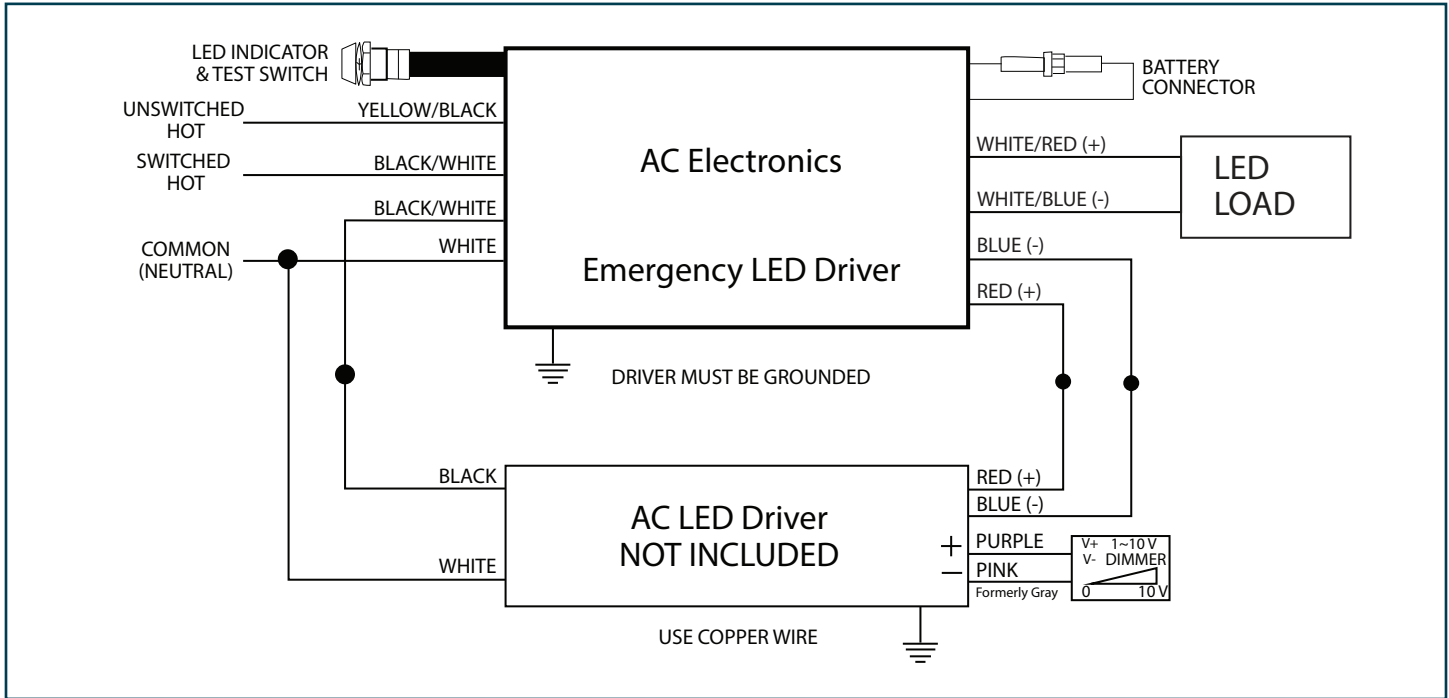 LED INDICATOR
& TEST SWITCH
BATTERY
CONNECTOR
UNSWITCHED
HOT
YELLOW/BLACK
SWITCHED
HOT
BLACK/WHITE
BLACK/WHITE
COMMON
(NEUTRAL)
WHITE
AC Electronics
Emergency LED Driver
WHITE/RED (+)
WHITE/BLUE (-)
LED
LOAD
BLUE (-)
RED (+)
DRIVER MUST BE GROUNDED
BLACK
WHITE
AC LED Driver
NOT INCLUDED
RED (+)
BLUE (-)
+ PURPLE
− PINK
Formerly Gray
V+ 1~10 V
V- DIMMER
0 10 V
USE COPPER WIRE